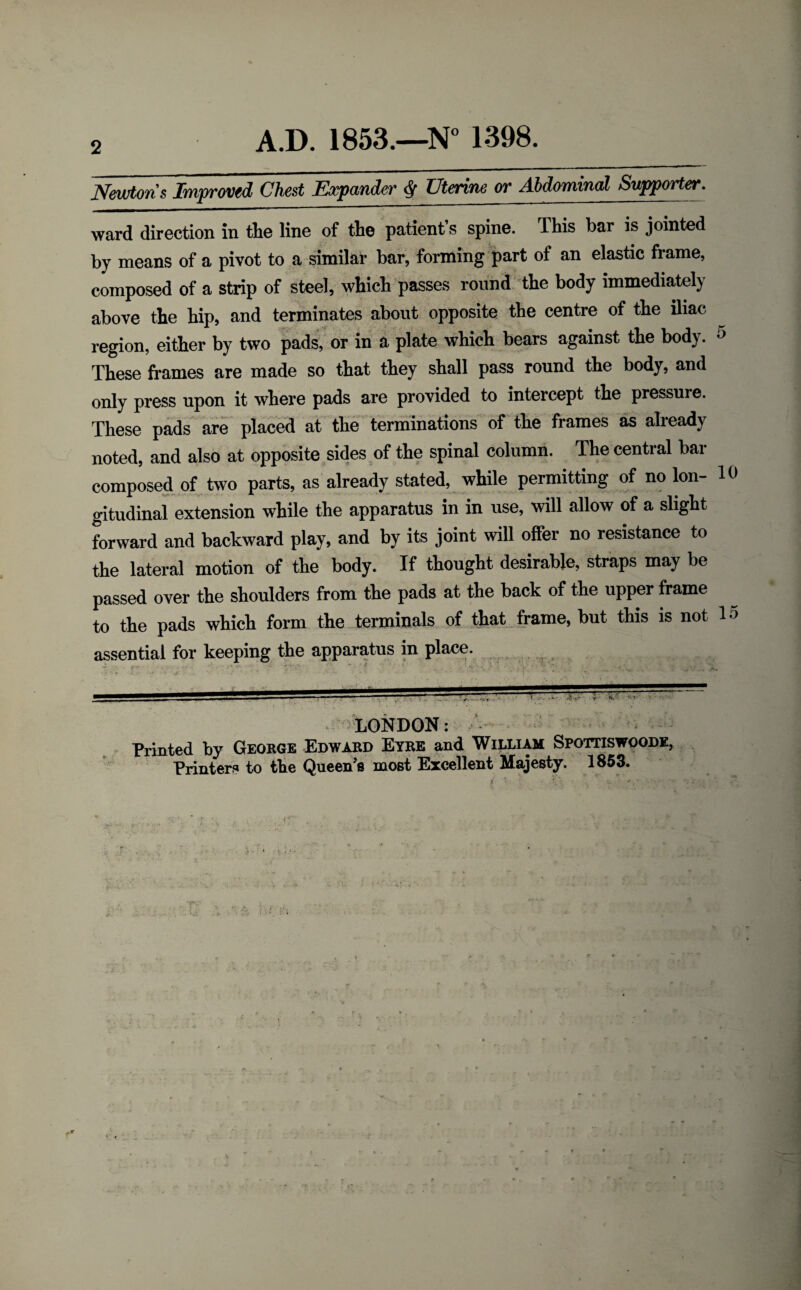 2
A.D. 1853.—N° 1398.
Newton's Improved Chest Expander & Uterine or Abdominal Supporter.
ward direction in the line of the patient's spine. This bar is jointed
by means of a pivot to a similar bar, forming part of an elastic frame,
composed of a strip of steel, which passes round the body immediately
above the hip, and terminates about opposite the centre of the iliac
region, either by two pads, or in a plate which bears against the body. 5
These frames are made so that they shall pass round the body, and
only press upon it where pads are provided to intercept the pressure.
These pads are placed at the terminations of the frames as already
noted, and also at opposite sides of the spinal column. The central bar
composed of two parts, as already stated, while permitting of no lon- 10
gitudinal extension while the apparatus in in use, will allow of a slight
forward and backward play, and by its joint will offer no resistance to
the lateral motion of the body. If thought desirable, straps may be
passed over the shoulders from the pads at the back of the upper frame
to the pads which form the terminals of that frame, but this is not 15
assential for keeping the apparatus in place.
LONDON:
Printed by GEORGE EDWARD EYRE and WILLIAM SPOTTISWOODE,
Printers to the Queen's most Excellent Majesty. 1853.